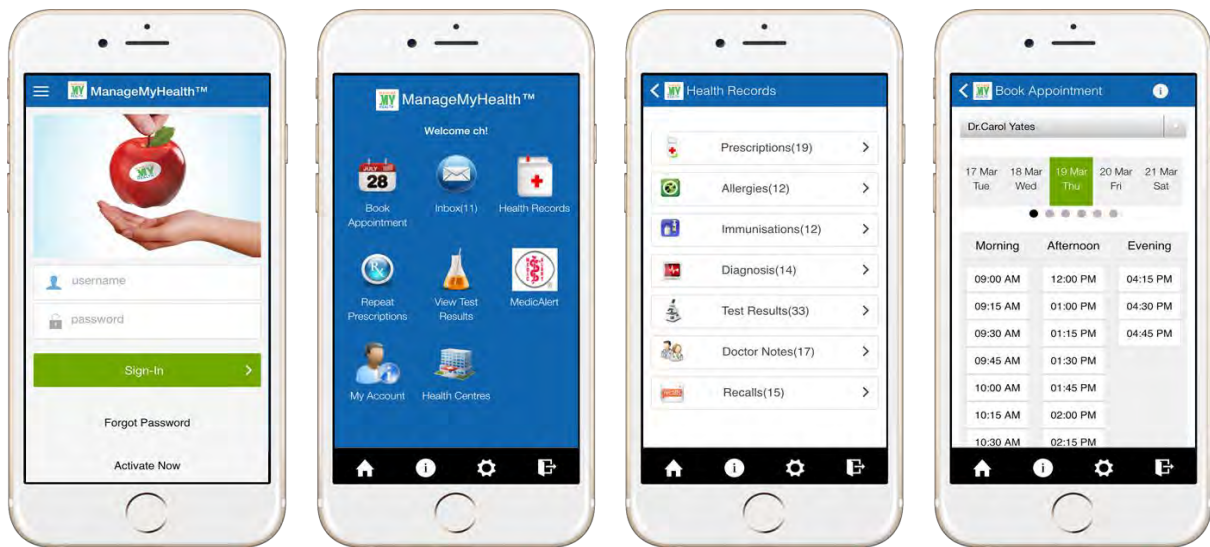 ManageMyHealth™
MY
username
password
Sign-In
Forgot Password
Activate Now
MY
ManageMyHealth™
Welcome ch!
JULY
28
Book
Appointment
Inbox(11)
Health Records
Rx
Repeat
Prescriptions
View Test
Results
MedicAlert
My Account
Health Centres
MY
Health Records
Prescriptions(19)
Allergies(12)
Immunisations(12)
Diagnosis(14)
Test Results(33)
Doctor Notes(17)
Recalls(15)
MY
Book Appointment
Dr.Carol Yates
17 Mar 18 Mar 19 Mar 20 Mar 21 Mar
Tue Wed Thu Fri Sat
Morning Afternoon Evening
09:00 AM 12:00 PM 04:15 PM
09:15 AM 01:00 PM 04:30 PM
09:30 AM 01:15 PM 04:45 PM
09:45 AM 01:30 PM
10:00 AM 01:45 PM
10:15 AM 02:00 PM
10:30 AM 02:15 PM